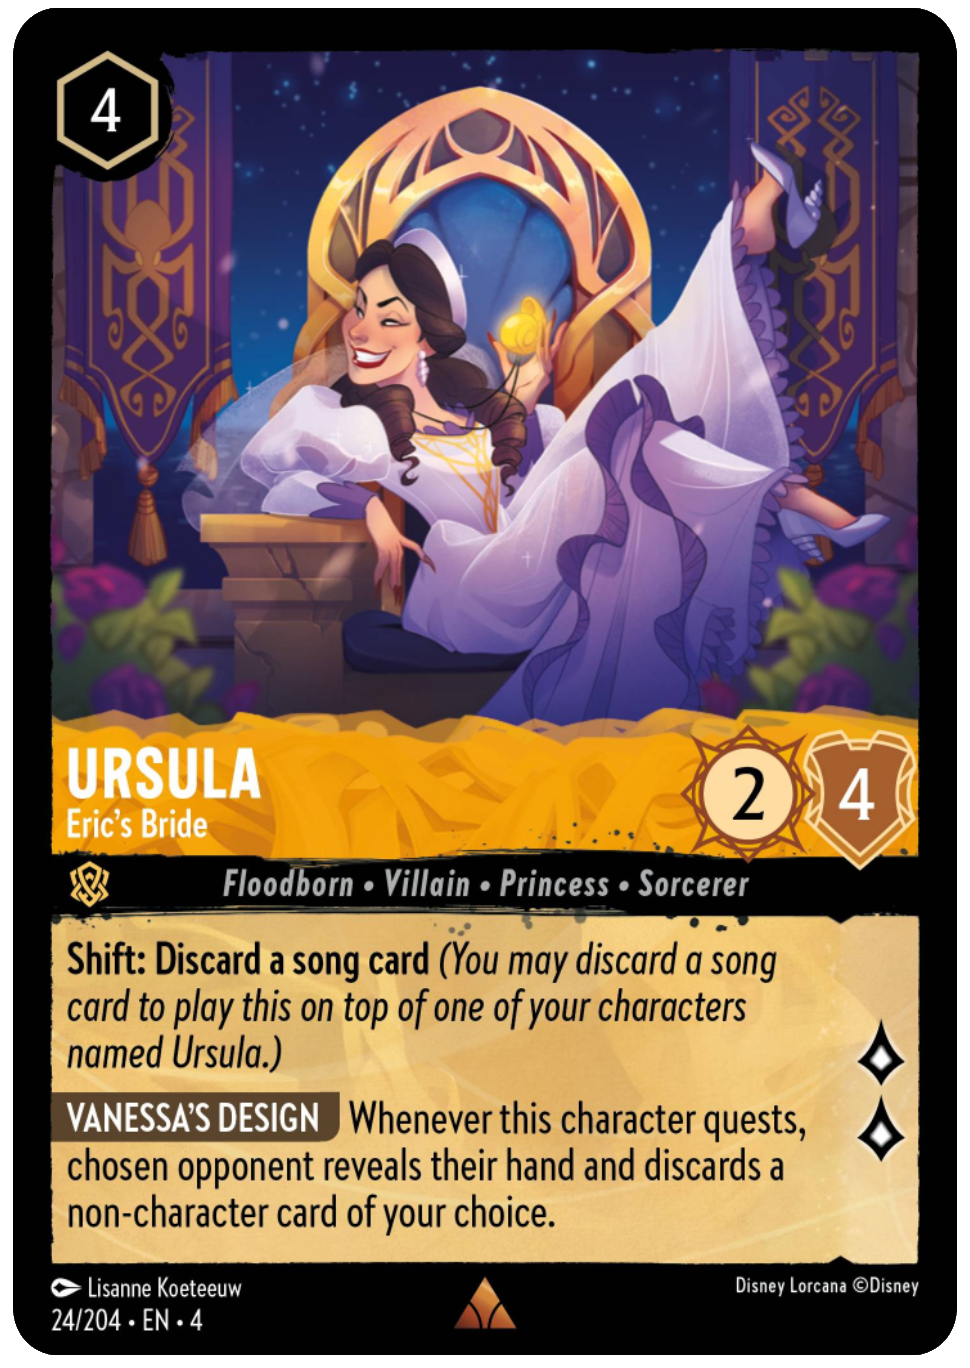 4
URSULA
Eric's Bride
2
4
Floodborn • Villain • Princess • Sorcerer
Shift: Discard a song card (You may discard a song
card to play this on top of one of your characters
named Ursula.)
VANESSA'S DESIGN Whenever this character quests,
chosen opponent reveals their hand and discards a
non-character card of your choice.
Lisanne Koeteeuw
Disney Lorcana ©Disney
24/204 • EN • 4